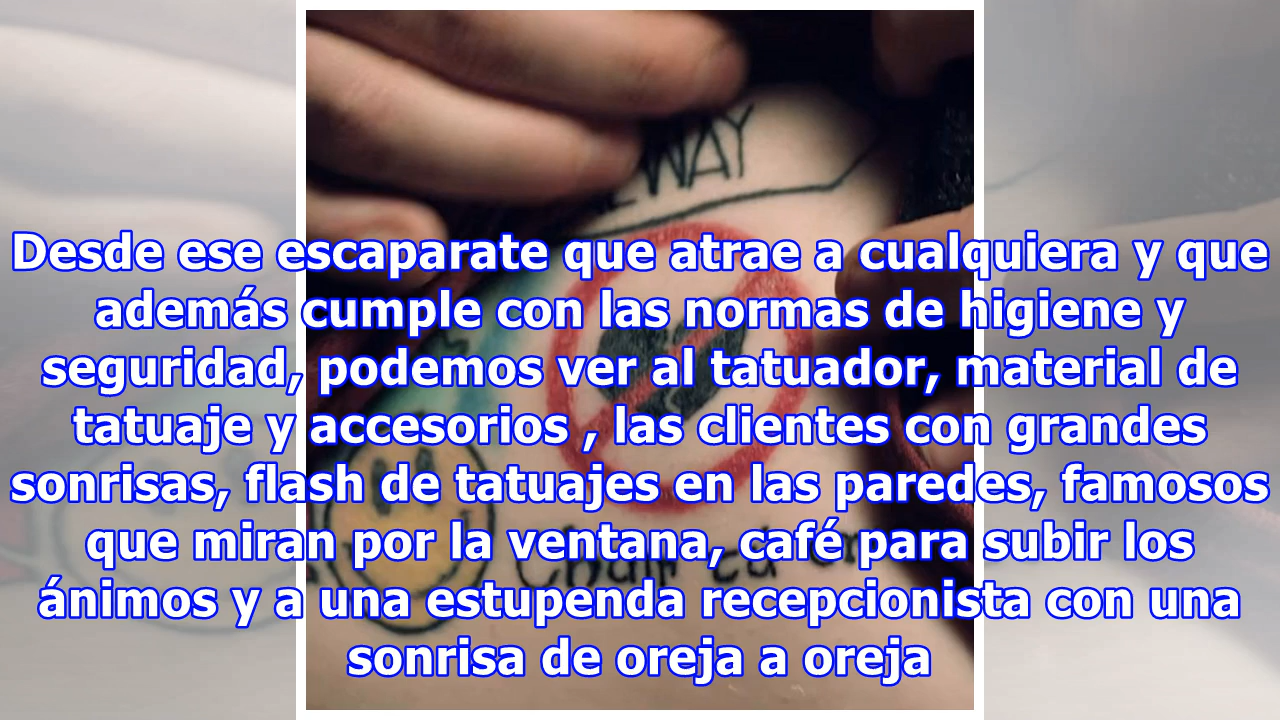 WAY
Desde ese escaparate que atrae a cualquiera y que
además cumple con las normas de higiene y
seguridad, podemos ver al tatuador, material de
tatuaje y accesorios , las clientes con grandes
sonrisas, flash de tatuajes en las paredes, famosos
que miran por la ventana, café para subir los
ánimos y a una estupenda recepcionista con una
sonrisa de oreja a oreja